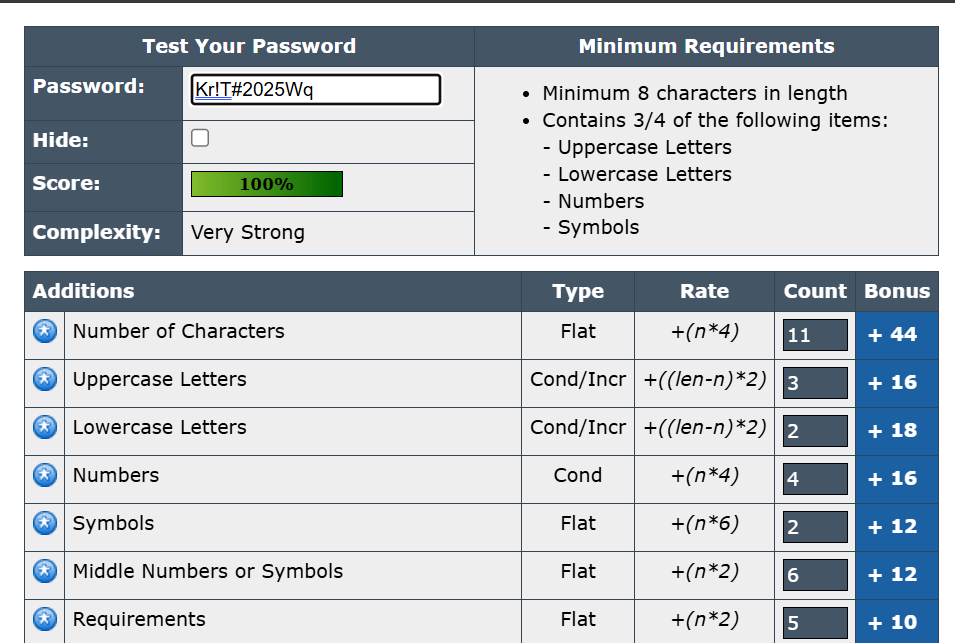 Test Your Password
Minimum Requirements
Password:
Kr!T#2025Wq
Hide:
Score:
100%
Complexity:
Very Strong
• Minimum 8 characters in length
• Contains 3/4 of the following items:
- Uppercase Letters
- Lowercase Letters
- Numbers
- Symbols
Additions Type Rate Count Bonus
Number of Characters Flat +(n*4) 11 + 44
Uppercase Letters Cond/Incr +((len-n)*2) 3 + 16
Lowercase Letters Cond/Incr +((len-n)*2) 2 + 18
Numbers Cond +(n*4) 4 + 16
Symbols Flat +(n*6) 2 + 12
Middle Numbers or Symbols Flat +(n*2) 6 + 12
Requirements Flat +(n*2) 5 + 10